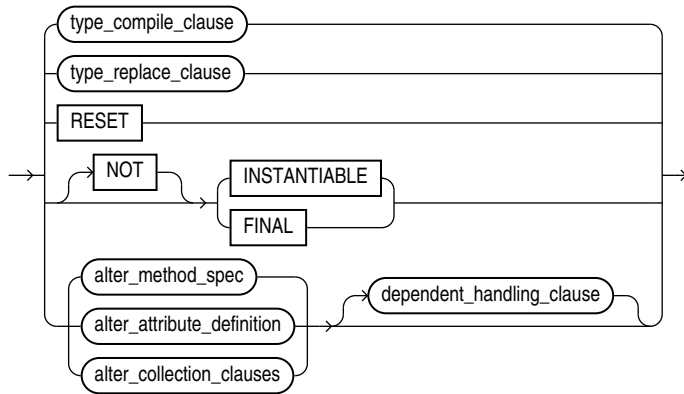 type_compile_clause
type_replace_clause
RESET
NOT
INSTANTIABLE
FINAL
alter_method_spec
dependent_handling_clause
alter_attribute_definition
alter_collection_clauses